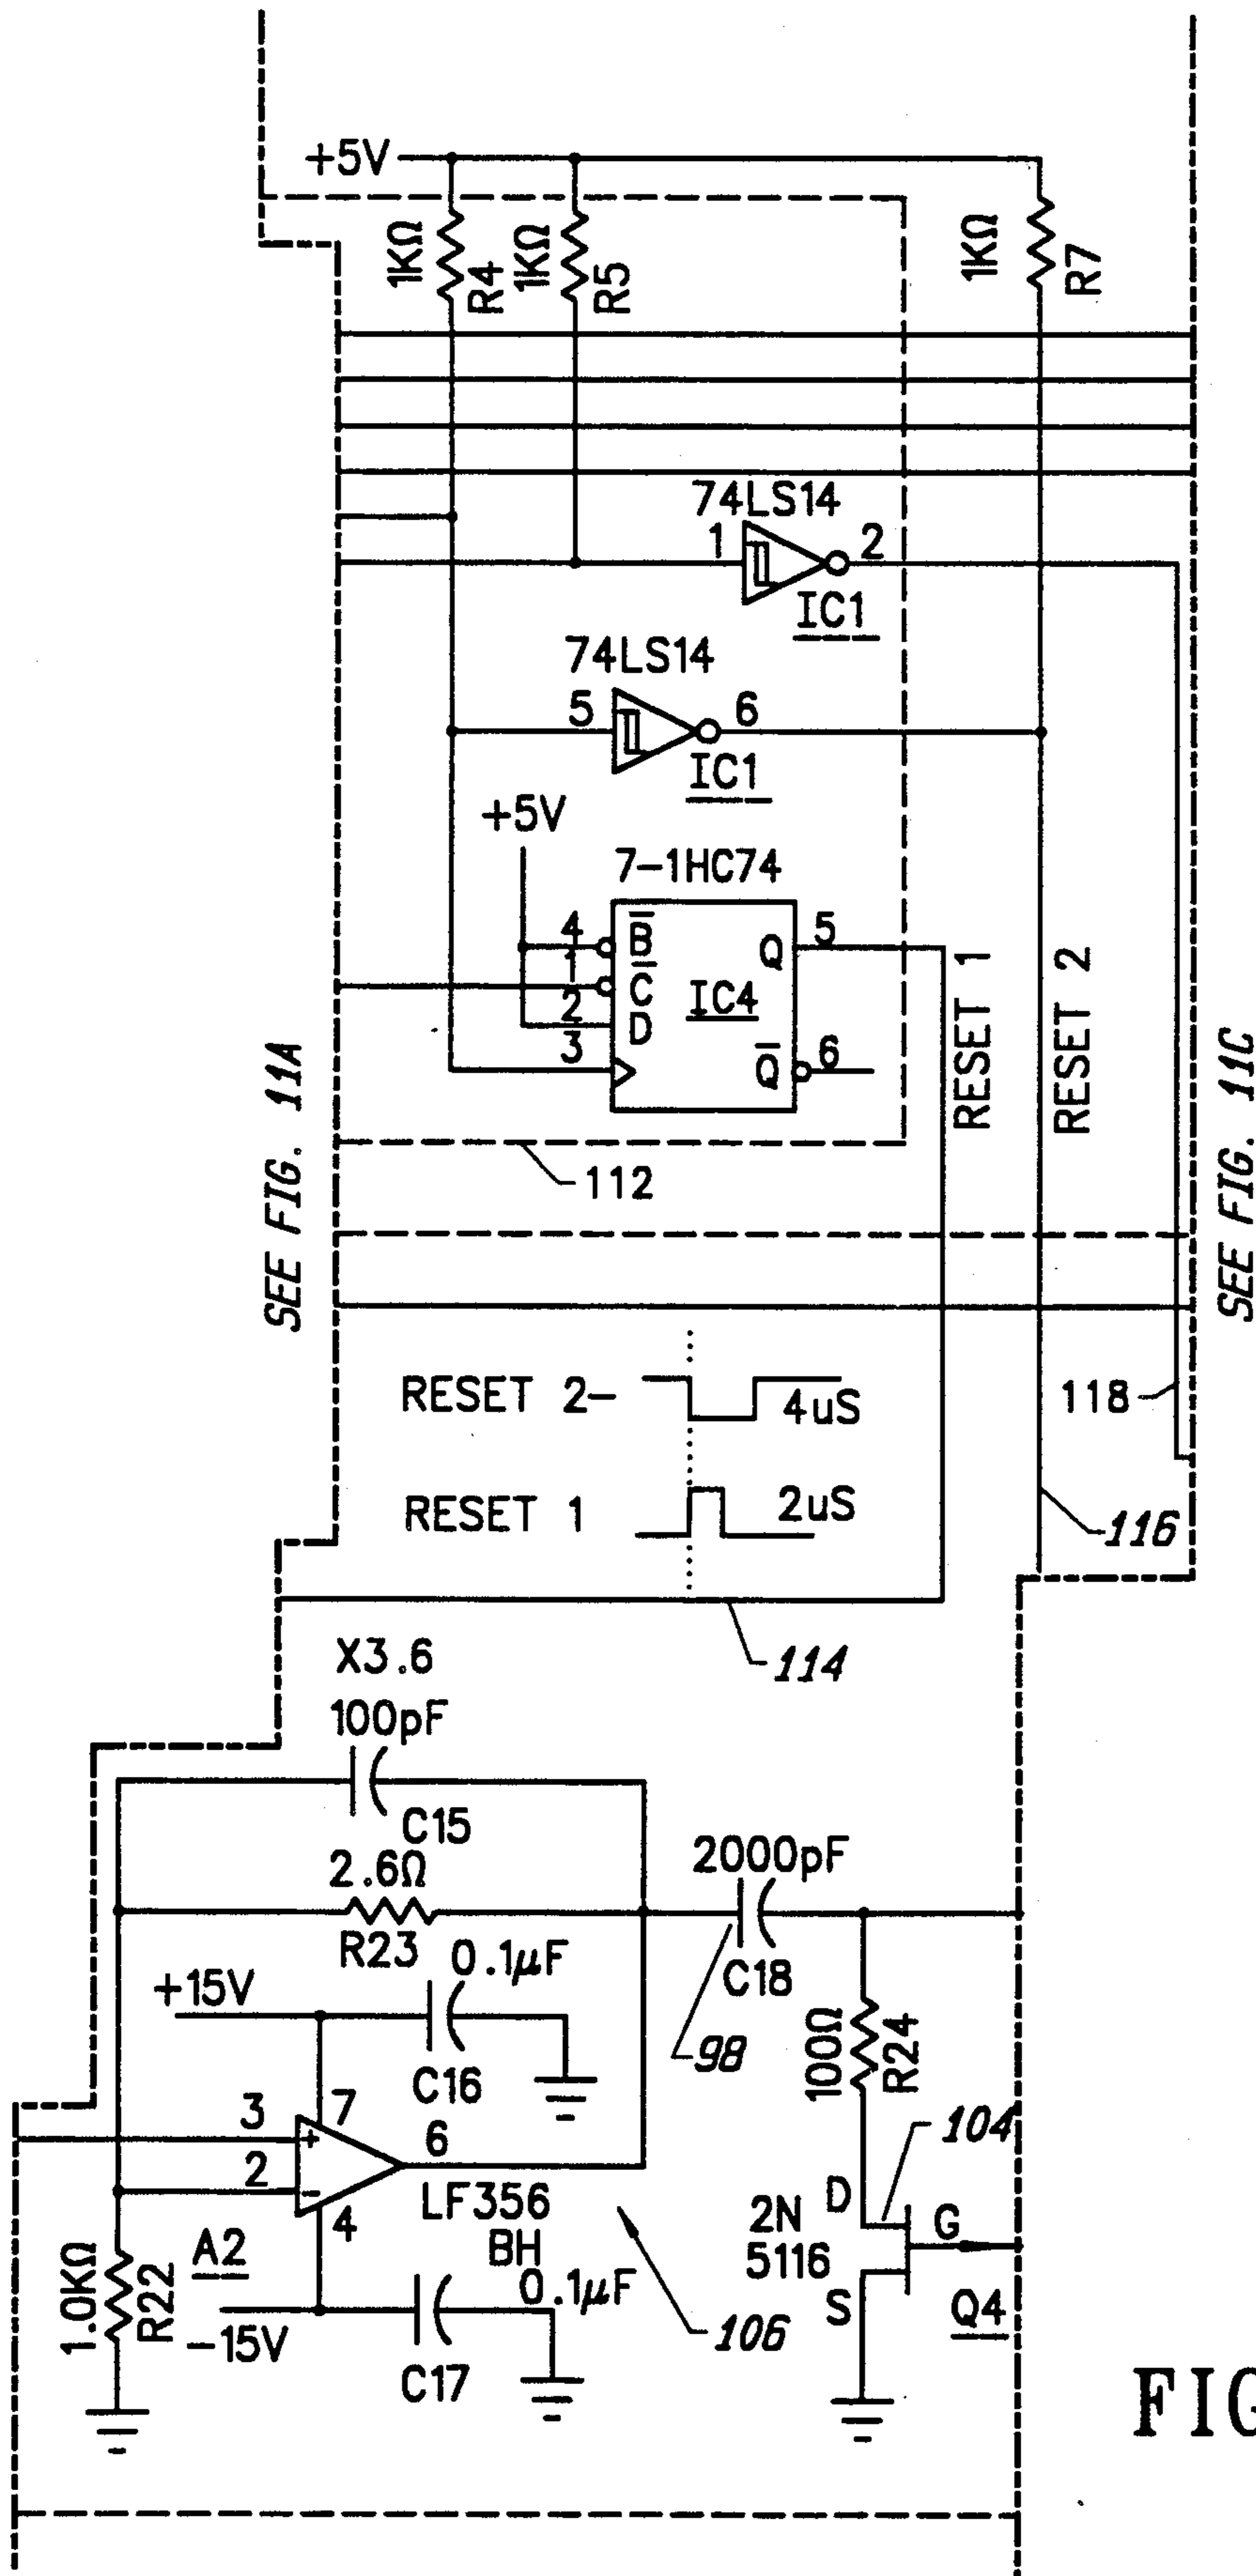 +5V
1KΩ
R4
1KΩ
R5
1KΩ
R7
74LS14
1
2
IC1
74LS14
5
6
IC1
+5V
7-1HC74
4
B̅
Q
5
1
C̅
IC4
2
D
3
Q̅
6
RESET 1
RESET 2
SEE FIG. 11A
SEE FIG. 11C
112
RESET 2-
4uS
118
RESET 1
2uS
116
114
X3.6
100pF
C15
2.6Ω
R23
2000pF
C18
98
+15V
0.1µF
C16
100Ω
R24
104
3
7
+
6
2
-
4
LF356
BH
A2
1.0KΩ
R22
-15V
0.1µF
C17
106
2N
5116
D
G
S
Q4
FIG